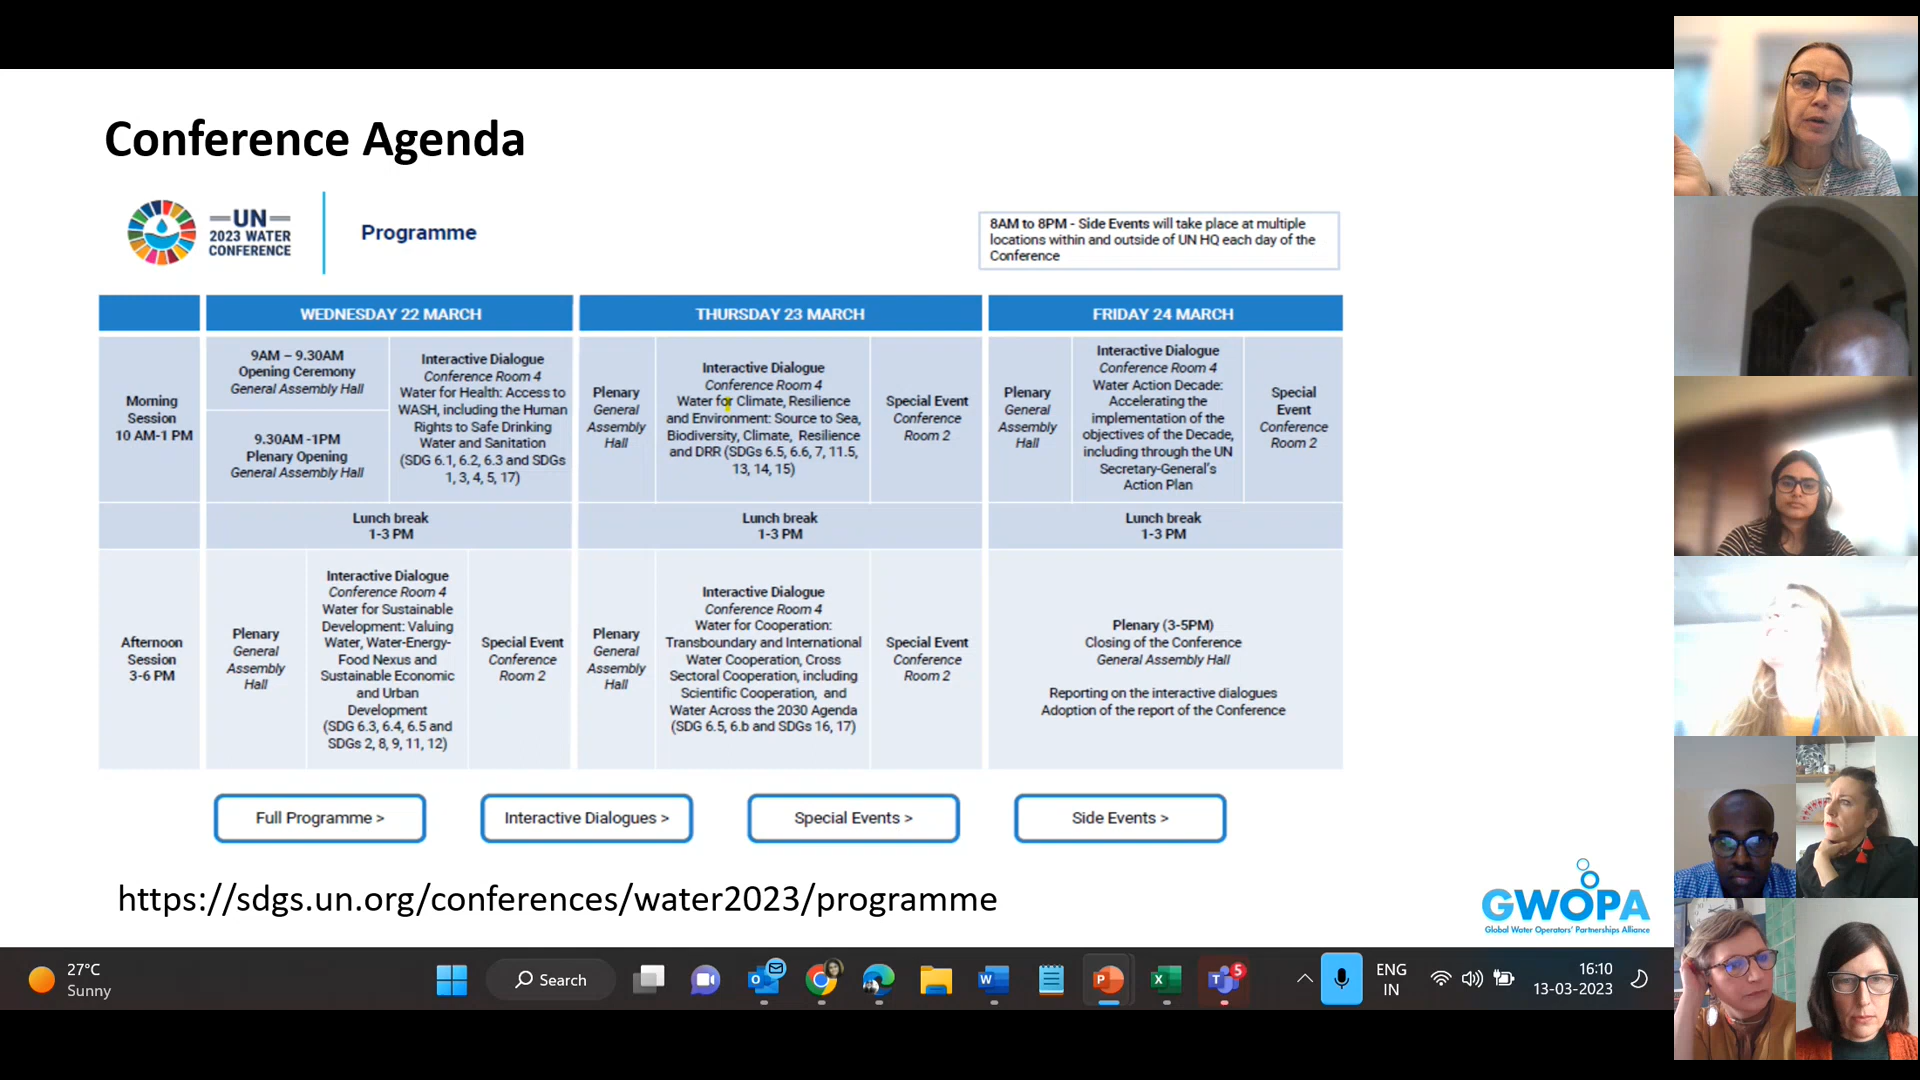 Conference Agenda
UN
2023 WATER
CONFERENCE
Programme
8AM to 8PM - Side Events will take place at multiple
locations within and outside of UN HQ each day of the
Conference
WEDNESDAY 22 MARCH
THURSDAY 23 MARCH
FRIDAY 24 MARCH
Morning
Session
10 AM-1 PM
9AM – 9.30AM
Opening Ceremony
General Assembly Hall
9.30AM -1PM
Plenary Opening
General Assembly Hall
Interactive Dialogue
Conference Room 4
Water for Health: Access to
WASH, including the Human
Rights to Safe Drinking
Water and Sanitation
(SDG 6.1, 6.2, 6.3 and SDGs
1, 3, 4, 5, 17)
Plenary
General
Assembly
Hall
Interactive Dialogue
Conference Room 4
Water for Climate, Resilience
and Environment: Source to Sea,
Biodiversity, Climate, Resilience
and DRR (SDGs 6.5, 6.6, 7, 11.5,
13, 14, 15)
Special Event
Conference
Room 2
Plenary
General
Assembly
Hall
Interactive Dialogue
Conference Room 4
Water Action Decade:
Accelerating the
implementation of the
objectives of the Decade,
including through the UN
Secretary-General's
Action Plan
Special
Event
Conference
Room 2
Lunch break
1-3 PM
Lunch break
1-3 PM
Lunch break
1-3 PM
Afternoon
Session
3-6 PM
Plenary
General
Assembly
Hall
Interactive Dialogue
Conference Room 4
Water for Sustainable
Development: Valuing
Water, Water-Energy-
Food Nexus and
Sustainable Economic
and Urban
Development
(SDG 6.3, 6.4, 6.5 and
SDGs 2, 8, 9, 11, 12)
Special Event
Conference
Room 2
Plenary
General
Assembly
Hall
Interactive Dialogue
Conference Room 4
Water for Cooperation:
Transboundary and International
Water Cooperation, Cross
Sectoral Cooperation, including
Scientific Cooperation, and
Water Across the 2030 Agenda
(SDG 6.5, 6.b and SDGs 16, 17)
Special Event
Conference
Room 2
Plenary (3-5PM)
Closing of the Conference
General Assembly Hall
Reporting on the interactive dialogues
Adoption of the report of the Conference
Full Programme >
Interactive Dialogues >
Special Events >
Side Events >
https://sdgs.un.org/conferences/water2023/programme
GWOPA
Global Water Operators' Partnerships Alliance
27°C
Sunny
Search
W
P
X
T
5
ENG
IN
16:10
13-03-2023